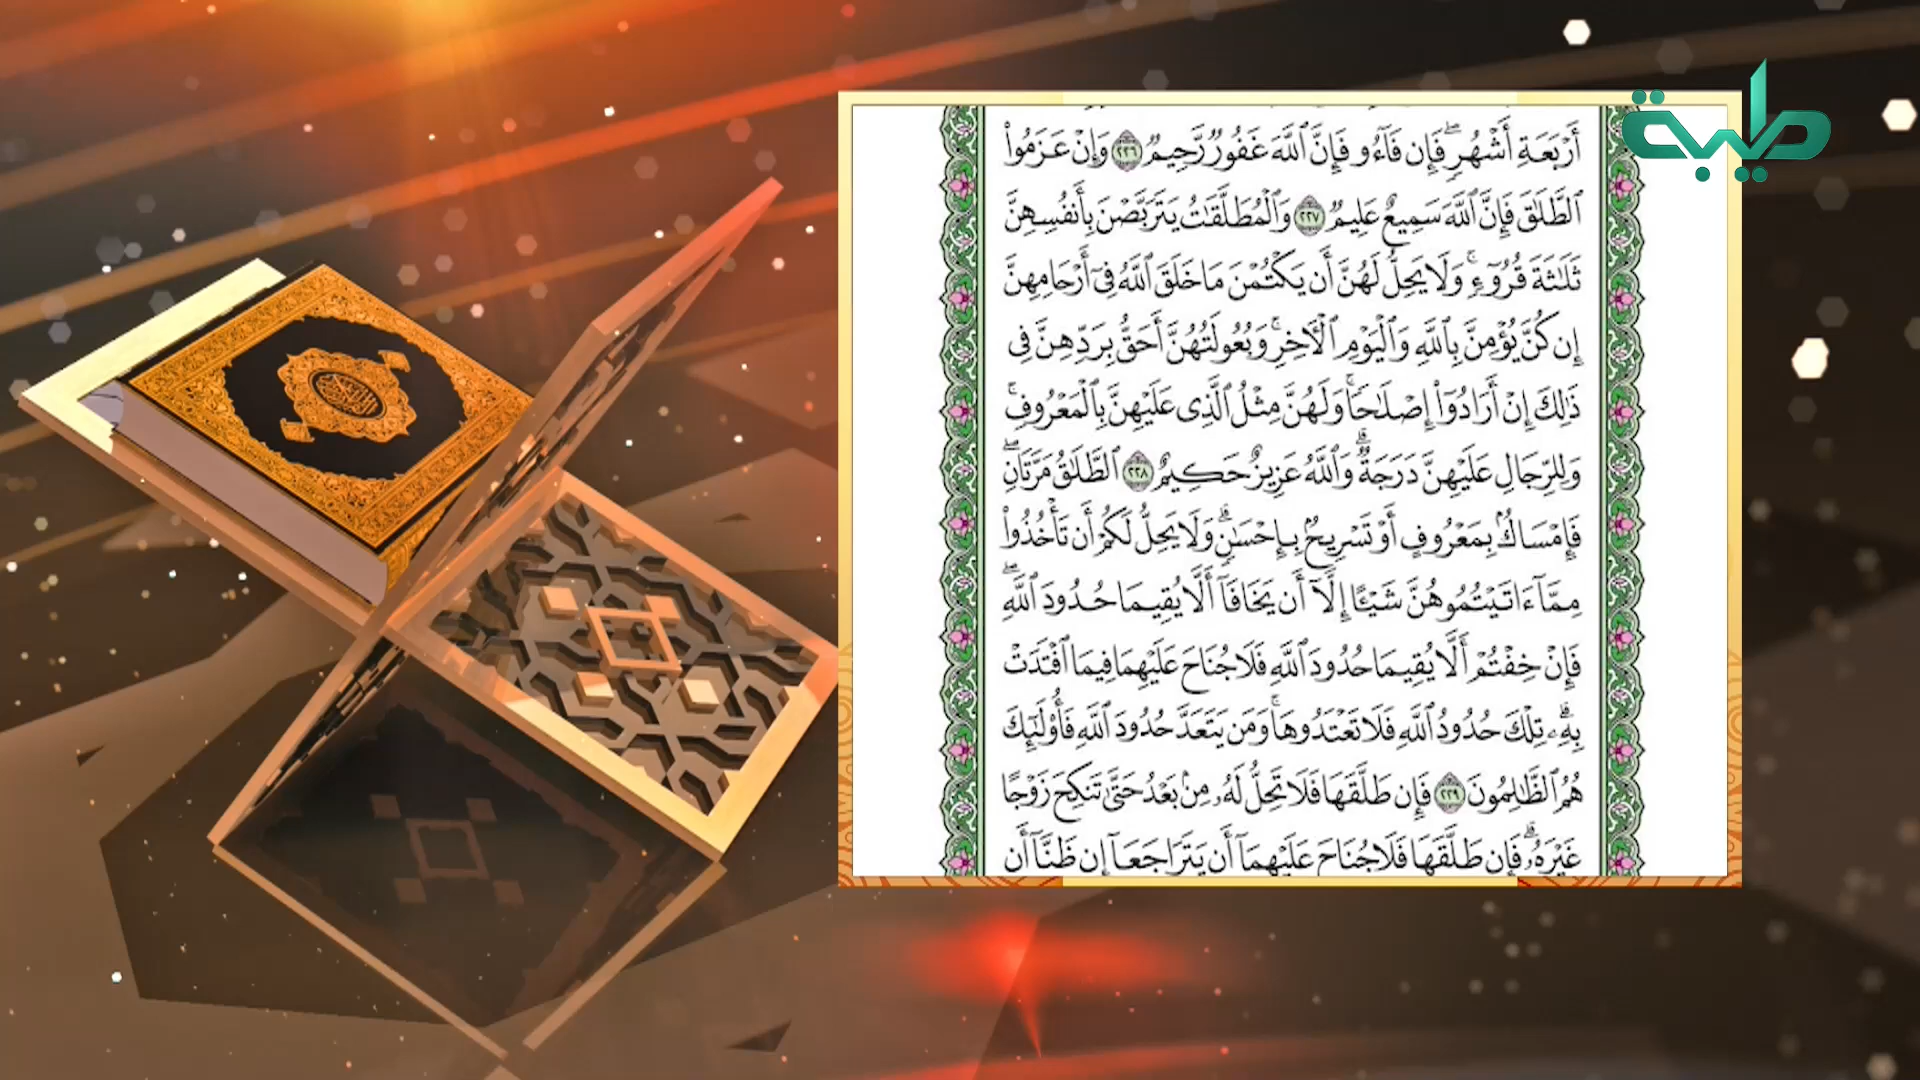 طيبة
أَرْبَعَةِ أَشْهُرٍۖ فَإِن فَآءُو فَإِنَّ ٱللَّهَ غَفُورٌ رَّحِيمٌ ٢٢٦ وَإِنْ عَزَمُوا۟
ٱلطَّلَٰقَ فَإِنَّ ٱللَّهَ سَمِيعٌ عَلِيمٌ ٢٢٧ وَٱلْمُطَلَّقَٰتُ يَتَرَبَّصْنَ بِأَنفُسِهِنَّ
ثَلَٰثَةَ قُرُوٓءٍۚ وَلَا يَحِلُّ لَهُنَّ أَن يَكْتُمْنَ مَا خَلَقَ ٱللَّهُ فِىٓ أَرْحَامِهِنَّ
إِن كُنَّ يُؤْمِنَّ بِٱللَّهِ وَٱلْيَوْمِ ٱلْءَاخِرِۚ وَبُعُولَتُهُنَّ أَحَقُّ بِرَدِّهِنَّ فِى
ذَٰلِكَ إِنْ أَرَادُوٓا۟ إِصْلَٰحًاۚ وَلَهُنَّ مِثْلُ ٱلَّذِى عَلَيْهِنَّ بِٱلْمَعْرُوفِۚ
وَلِلرِّجَالِ عَلَيْهِنَّ دَرَجَةٌۗ وَٱللَّهُ عَزِيزٌ حَكِيمٌ ٢٢٨ ٱلطَّلَٰقُ مَرَّتَانِۖ
فَإِمْسَاكٌۢ بِمَعْرُوفٍ أَوْ تَسْرِيحٌۢ بِإِحْسَٰنٍۗ وَلَا يَحِلُّ لَكُمْ أَن تَأْخُذُوا۟
مِمَّآ ءَاتَيْتُمُوهُنَّ شَيْـًٔا إِلَّآ أَن يَخَافَآ أَلَّا يُقِيمَا حُدُودَ ٱللَّهِۖ
فَإِنْ خِفْتُمْ أَلَّا يُقِيمَا حُدُودَ ٱللَّهِ فَلَا جُنَاحَ عَلَيْهِمَا فِيمَا ٱفْتَدَتْ
بِهِۦۗ تِلْكَ حُدُودُ ٱللَّهِ فَلَا تَعْتَدُوهَاۚ وَمَن يَتَعَدَّ حُدُودَ ٱللَّهِ فَأُو۟لَٰٓئِكَ
هُمُ ٱلظَّٰلِمُونَ ٢٢٩ فَإِن طَلَّقَهَا فَلَا تَحِلُّ لَهُۥ مِنۢ بَعْدُ حَتَّىٰ تَنكِحَ زَوْجًا
غَيْرَهُۥۗ فَإِن طَلَّقَهَا فَلَا جُنَاحَ عَلَيْهِمَآ أَن يَتَرَاجَعَآ إِن ظَنَّآ أَن